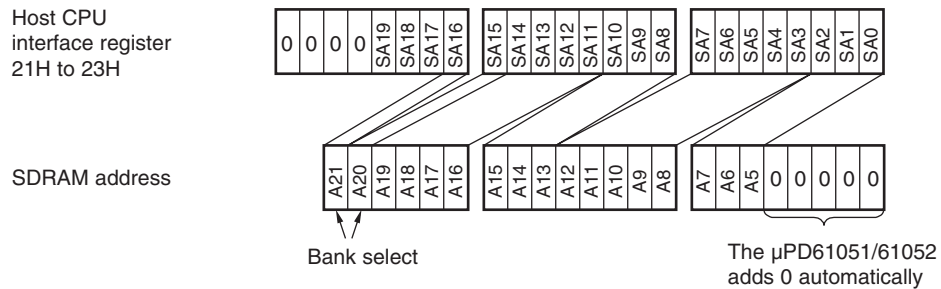 Host CPU
interface register
21H to 23H
0 0 0 0 SA19 SA18 SA17 SA16 SA15 SA14 SA13 SA12 SA11 SA10 SA9 SA8 SA7 SA6 SA5 SA4 SA3 SA2 SA1 SA0
SDRAM address
A21 A20 A19 A18 A17 A16 A15 A14 A13 A12 A11 A10 A9 A8 A7 A6 A5 0 0 0 0 0
Bank select
The µPD61051/61052
adds 0 automatically